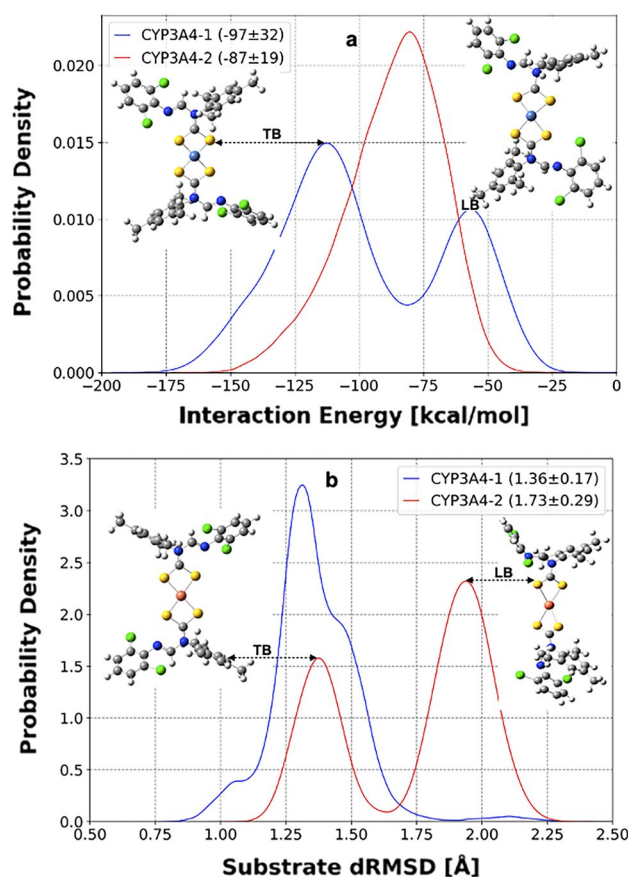 a
CYP3A4-1 (-97±32)
CYP3A4-2 (-87±19)
TB
LB
Probability Density
0.020
0.015
0.010
0.005
0.000
-200 -175 -150 -125 -100 -75 -50 -25 0
Interaction Energy [kcal/mol]
b
CYP3A4-1 (1.36±0.17)
CYP3A4-2 (1.73±0.29)
LB
TB
Probability Density
3.5
3.0
2.5
2.0
1.5
1.0
0.5
0.0
0.50 0.75 1.00 1.25 1.50 1.75 2.00 2.25 2.50
Substrate dRMSD [Å]